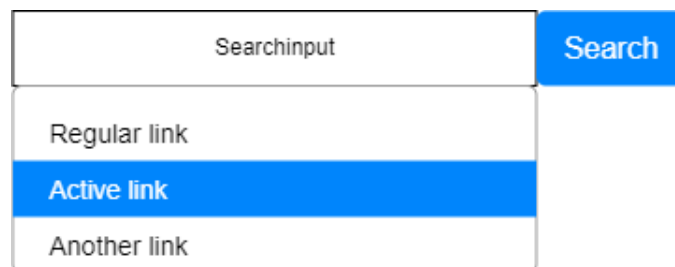 Searchinput
Search
Regular link
Active link
Another link